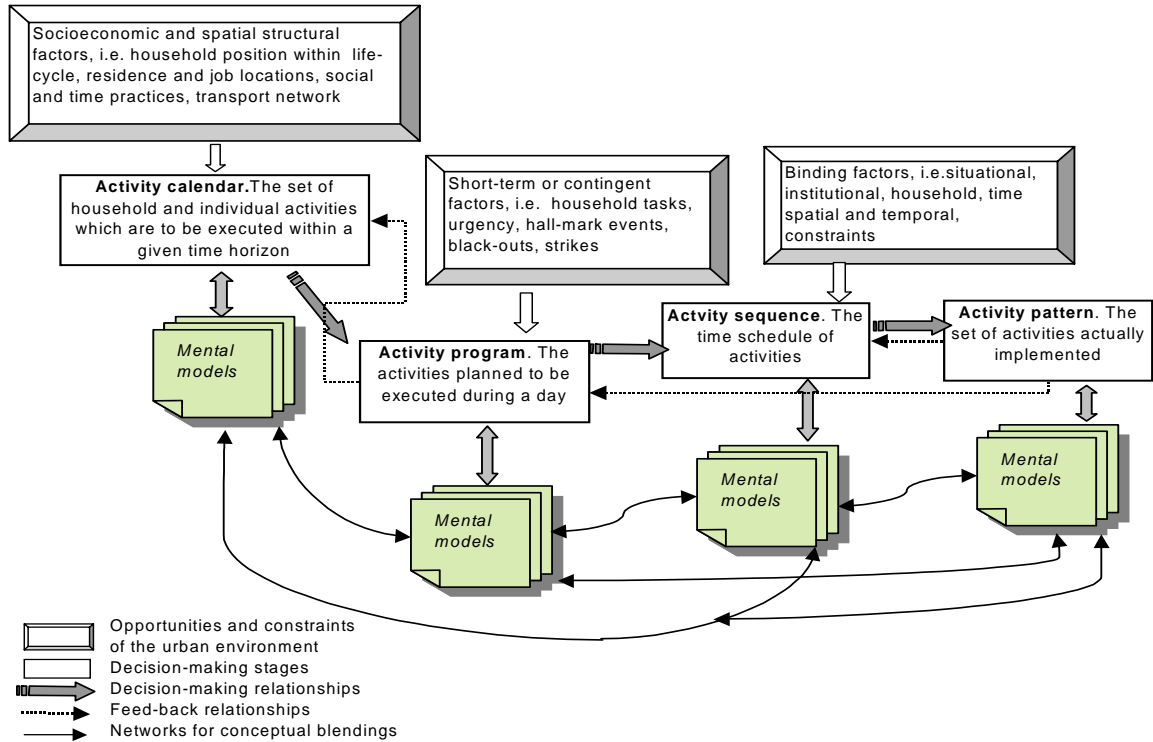 Socioeconomic and spatial structural
factors, i.e. household position within life-
cycle, residence and job locations, social
and time practices, transport network
Activity calendar.The set of
household and individual activities
which are to be executed within a
given time horizon
Short-term or contingent
factors, i.e. household tasks,
urgency, hall-mark events,
black-outs, strikes
Binding factors, i.e.situational,
institutional, household, time
spatial and temporal,
constraints
Activity program. The
activities planned to be
executed during a day
Activty sequence. The
time schedule of
activities
Activity pattern. The
set of activities actually
implemented
Mental
models
Mental
models
Mental
models
Mental
models
Opportunities and constraints
of the urban environment
Decision-making stages
Decision-making relationships
Feed-back relationships
Networks for conceptual blendings